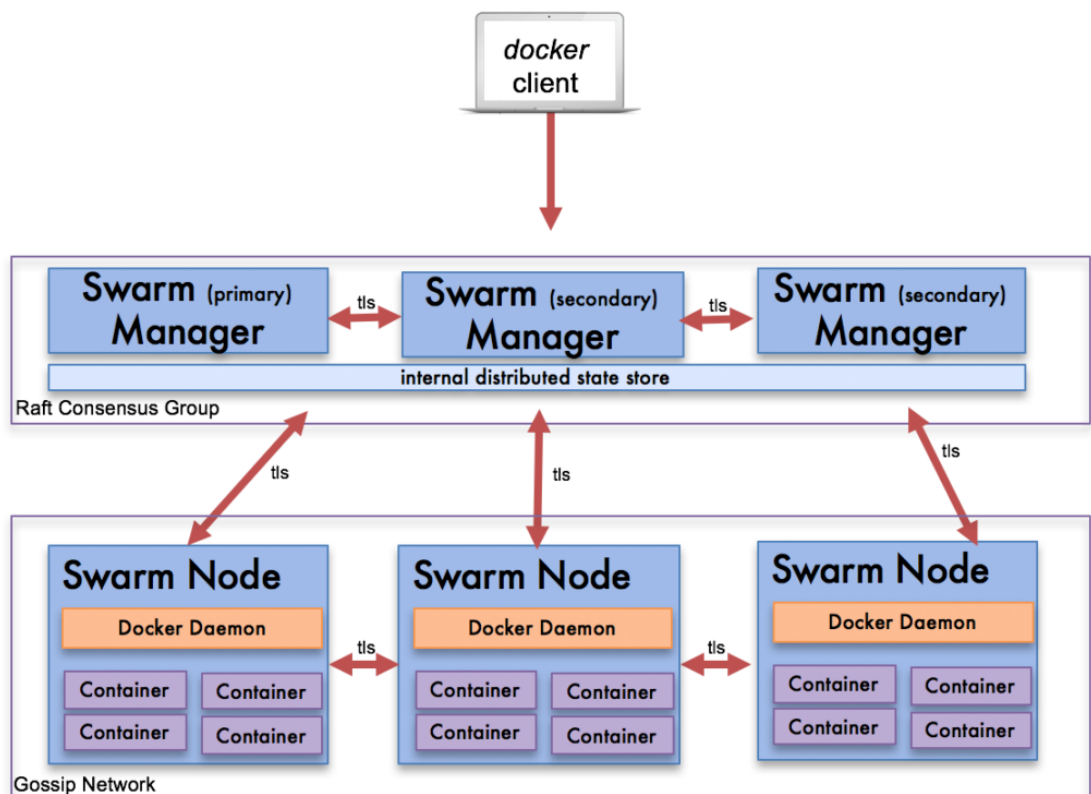 docker
client
Swarm (primary)
Manager
tls
Swarm (secondary)
Manager
tls
Swarm (secondary)
Manager
internal distributed state store
Raft Consensus Group
tls
tls
tls
Swarm Node
Docker Daemon
Container Container
Container Container
tls
Swarm Node
Docker Daemon
Container Container
Container Container
tls
Swarm Node
Docker Daemon
Container Container
Container Container
Gossip Network